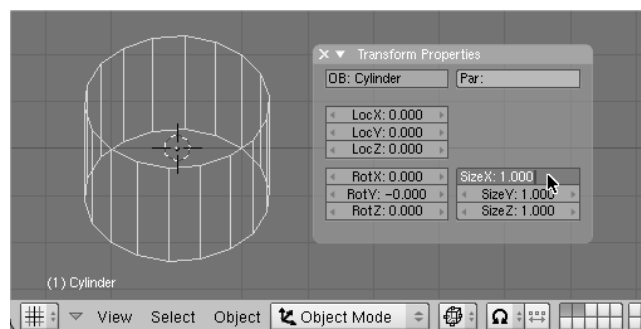 Transform Properties
OB: Cylinder
Par:
LocX: 0.000
LocY: 0.000
LocZ: 0.000
RotX: 0.000
SizeX: 1.000
RotY: -0.000
SizeY: 1.000
RotZ: 0.000
SizeZ: 1.000
(1) Cylinder
View Select Object Object Mode